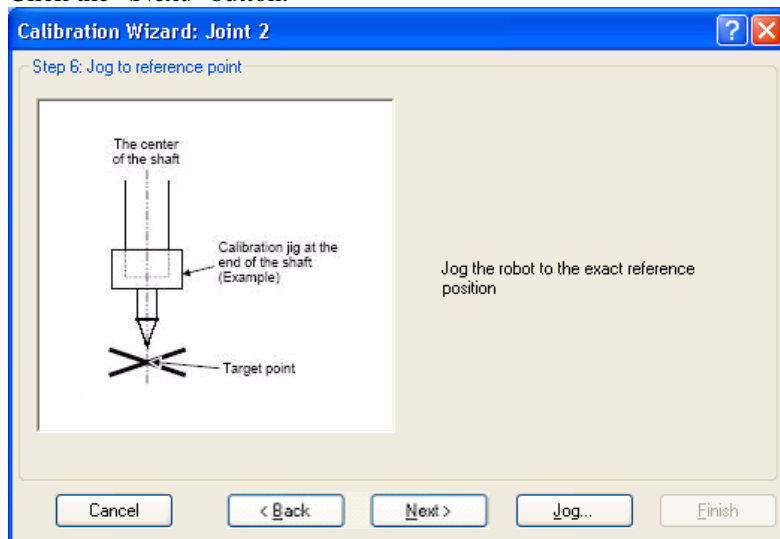 Calibration Wizard: Joint 2
Step 6: Jog to reference point
The center
of the shaft
Calibration jig at the
end of the shaft
(Example)
Target point
Jog the robot to the exact reference
position
Cancel
< Back
Next >
Jog...
Finish